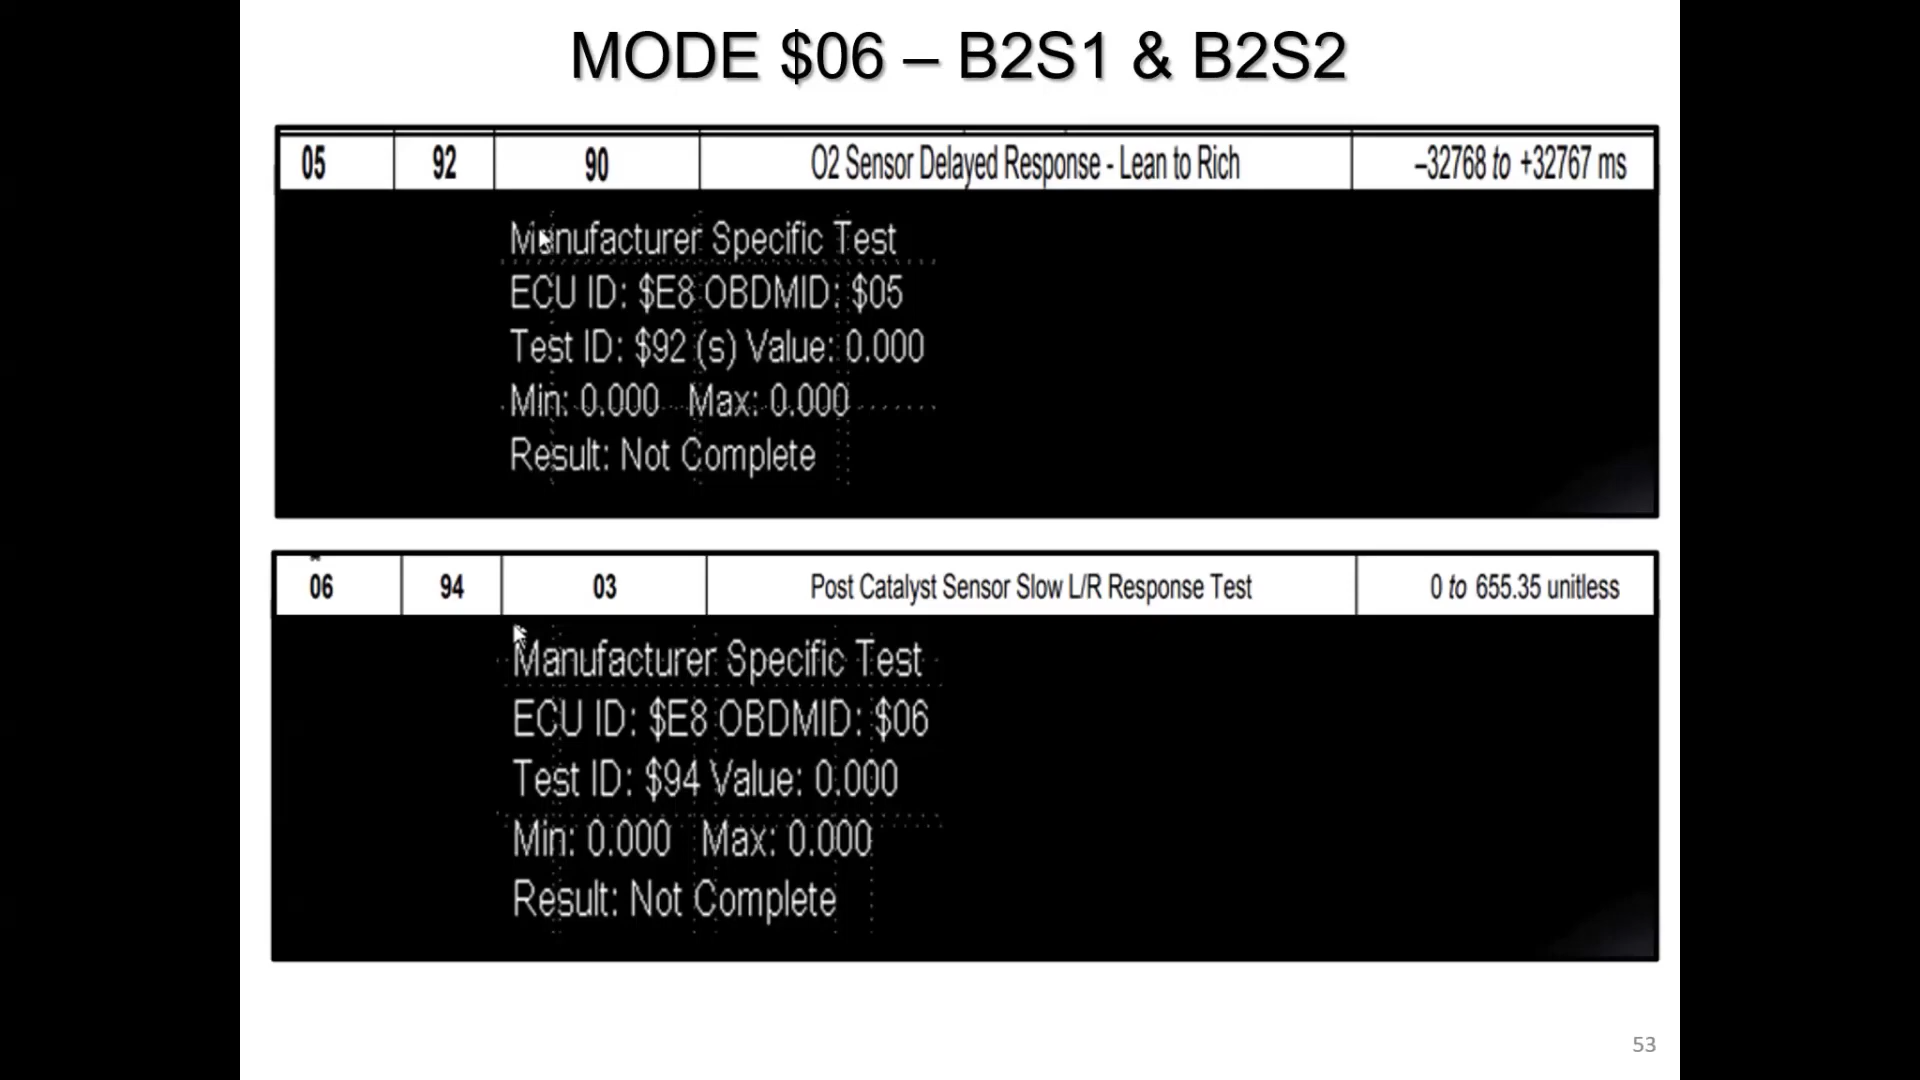 MODE $06 – B2S1 & B2S2
05 92 90 O2 Sensor Delayed Response - Lean to Rich –32768 to +32767 ms
Manufacturer Specific Test
ECU ID: $E8 OBDMID: $05
Test ID: $92 (s) Value: 0.000
Min: 0.000 Max: 0.000
Result: Not Complete
06 94 03 Post Catalyst Sensor Slow L/R Response Test 0 to 655.35 unitless
Manufacturer Specific Test
ECU ID: $E8 OBDMID: $06
Test ID: $94 Value: 0.000
Min: 0.000 Max: 0.000
Result: Not Complete
53